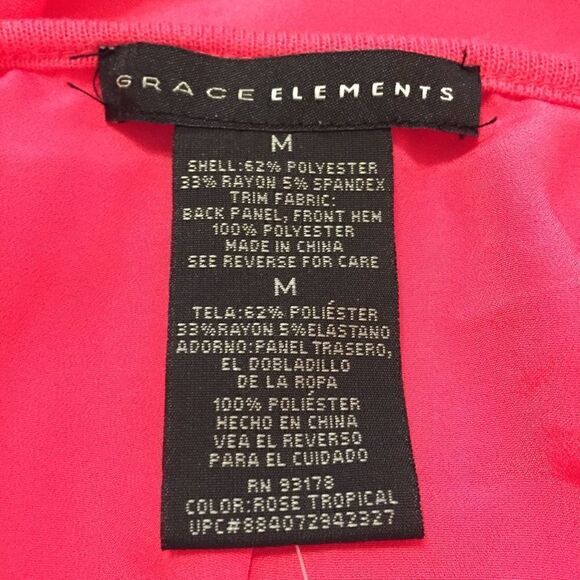 GRACE ELEMENTS
M
SHELL:62% POLYESTER
33% RAYON 5% SPANDEX
TRIM FABRIC:
BACK PANEL, FRONT HEM
100% POLYESTER
MADE IN CHINA
SEE REVERSE FOR CARE
M
TELA:62% POLIÉSTER
33%RAYON 5%ELASTANO
ADORNO:PANEL TRASERO,
EL DOBLADILLO
DE LA ROPA
100% POLIÉSTER
HECHO EN CHINA
VEA EL REVERSO
PARA EL CUIDADO
RN 93178
COLOR:ROSE TROPICAL
UPC#884072942327